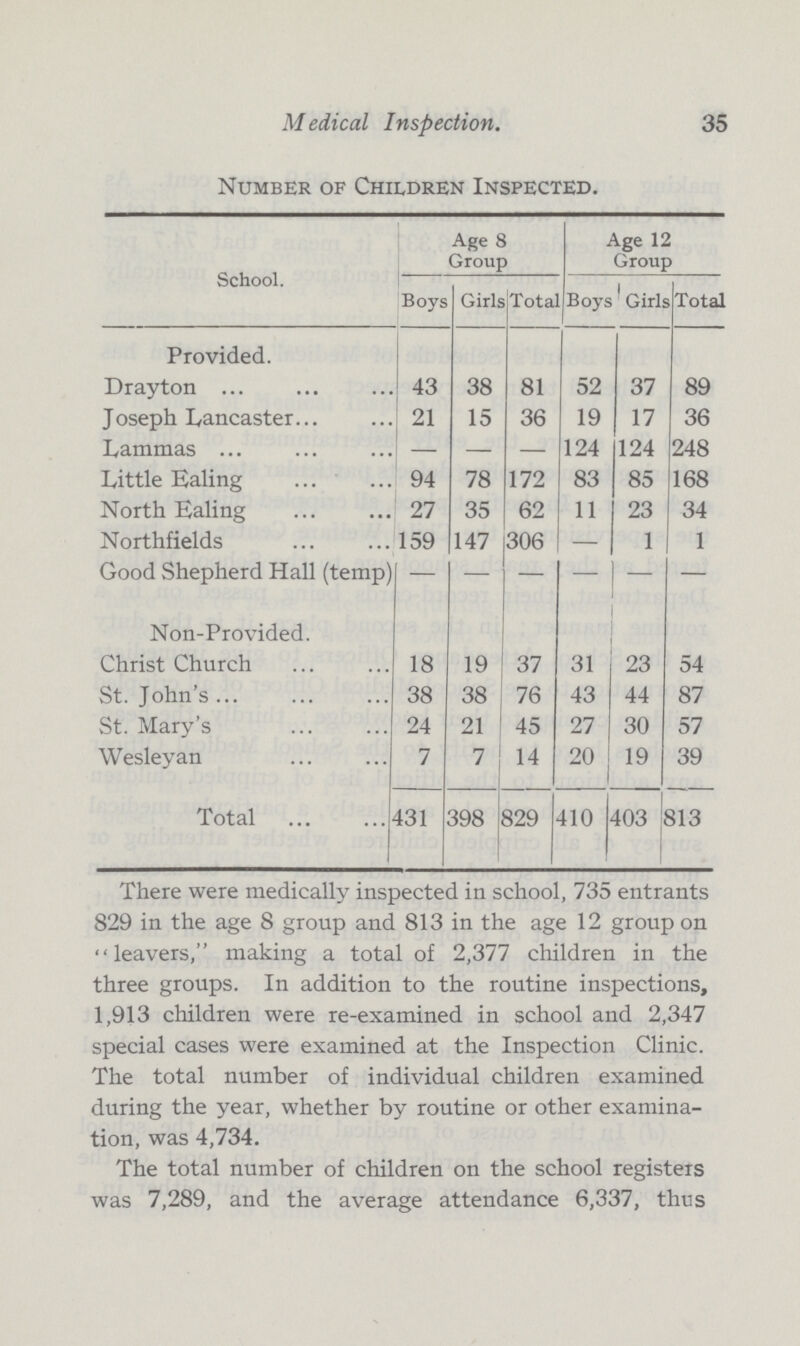 Medical Inspection. 35
Number of Children Inspected.
School. Age 8 Group Age 12 Group
Boys Girls Total Boys Girls Total
Provided.
Drayton ... ... ... 43 38 81 52 37 89
Joseph Lancaster... ... 21 15 36 19 17 36
Lammas ... ... ... — — — 124 124 248
Little Ealing ... ... 94 78 172 83 85 168
North Ealing ... ... 27 35 62 11 23 34
Northfields ... ... 159 147 306 — 1 1
Good Shepherd Hall (temp) — — — — — —
Non-Provided.
Christ Church ... ... 18 19 37 31 23 54
St. John's ... ... ... 38 38 76 43 44 87
St. Mary's ... ... 24 21 45 27 30 57
Wesleyan ... ... 7 7 14 20 19 39
Total ... ... 431 398 829 410 403 813
There were medically inspected in school, 735 entrants
829 in the age 8 group and 813 in the age 12 group on
"leavers," making a total of 2,377 children in the
three groups. In addition to the routine inspections,
1,913 children were re-examined in school and 2,347
special cases were examined at the Inspection Clinic.
The total number of individual children examined
during the year, whether by routine or other examina-
tion, was 4,734.
The total number of children on the school registers
was 7,289, and the average attendance 6,337, thus